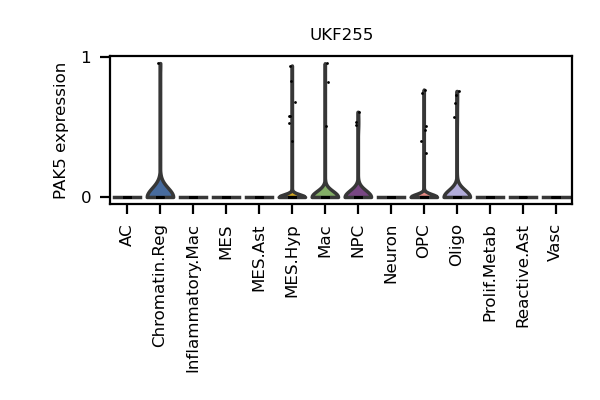 UKF255
PAK5 expression
1
0
AC
Chromatin.Reg
Inflammatory.Mac
MES
MES.Ast
MES.Hyp
Mac
NPC
Neuron
OPC
Oligo
Prolif.Metab
Reactive.Ast
Vasc